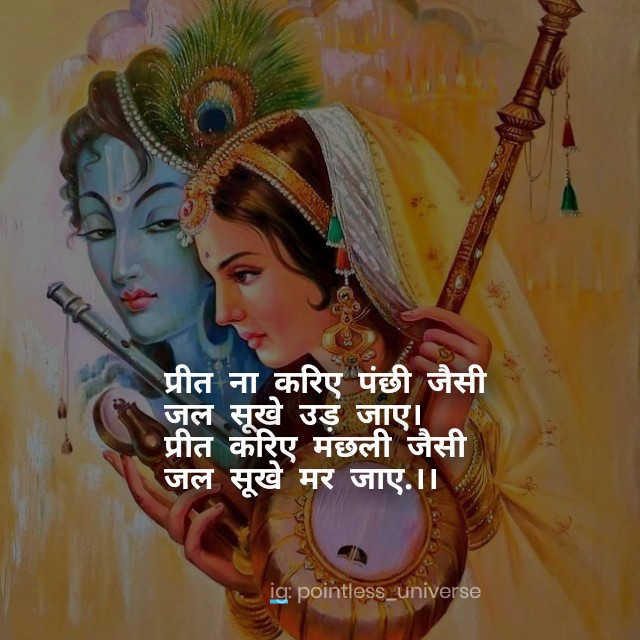 प्रीत ना करिए पंछी जैसी
जल सूखे उड़ जाए।
प्रीत करिए मछली जैसी
जल सूखे मर जाए.।।
ig: pointless_universe